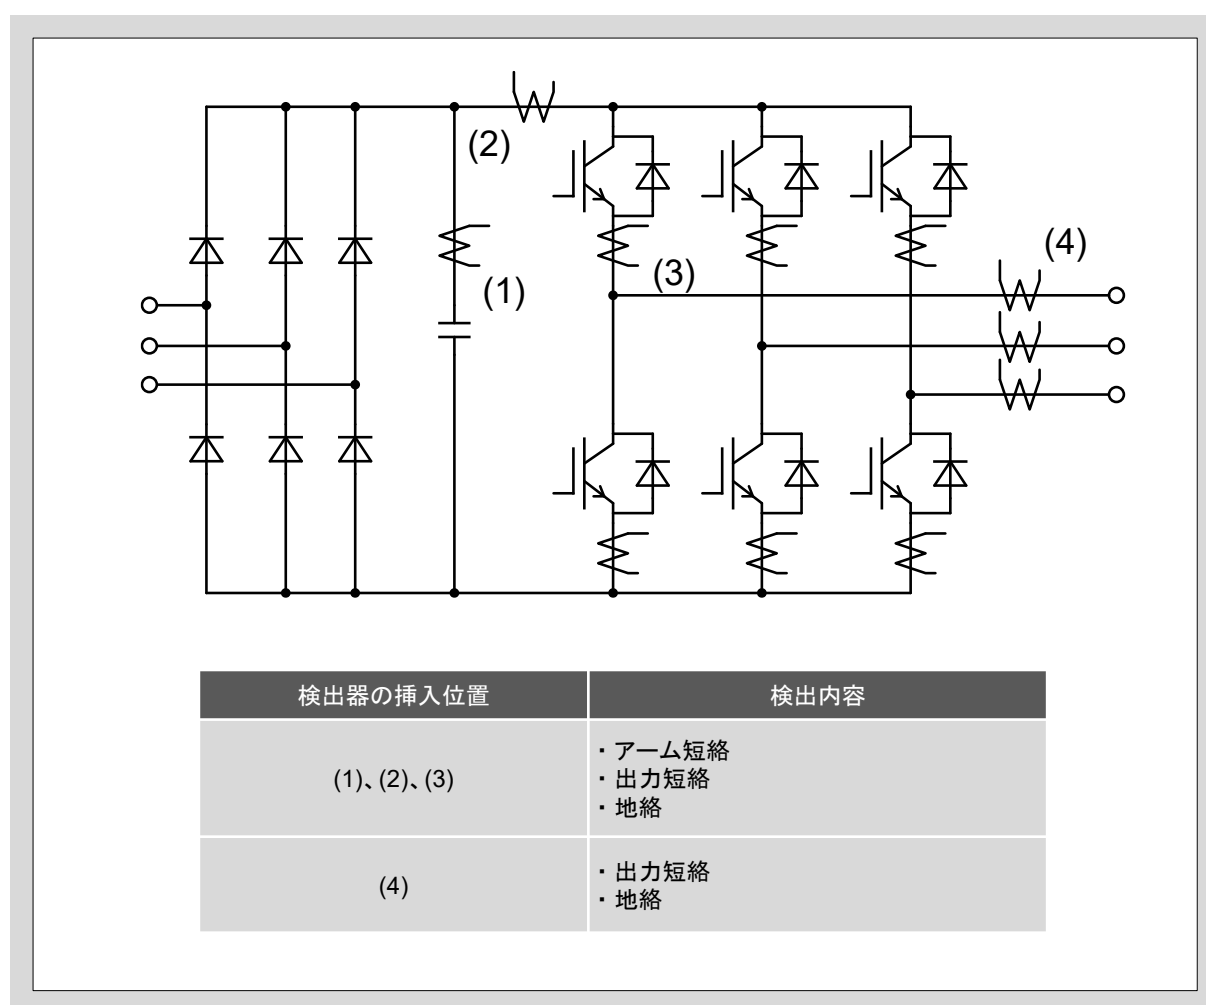 (2)
(4)
(3)
(1)
検出器の挿入位置
検出内容
(1)、(2)、(3)
・アーム短絡
・出力短絡
・地絡
(4)
・出力短絡
・地絡